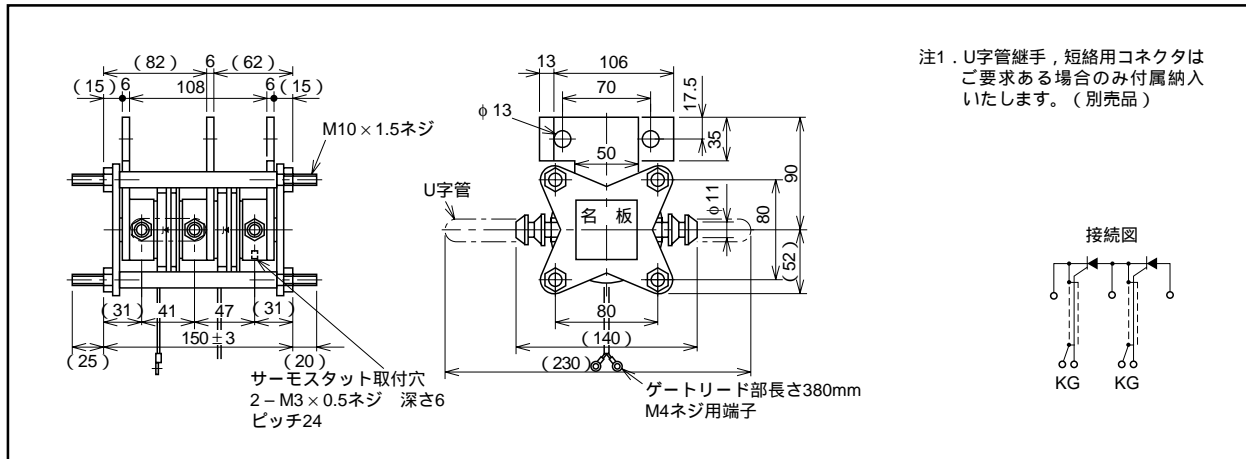 （82）
6
（62）
（15）
6
108
6
（15）
M10×1.5ネジ
（31）
41
47
（31）
150±3
（25）
（20）
サーモスタット取付穴
2－M3×0.5ネジ　深さ6
ピッチ24
13
106
70
17.5
φ13
35
50
90
U字管
名　板
φ11
80
（52）
80
（140）
（230）
ゲートリード部長さ380mm
M4ネジ用端子
注1．U字管継手，短絡用コネクタは
ご要求ある場合のみ付属納入
いたします。（別売品）
接続図
KG
KG